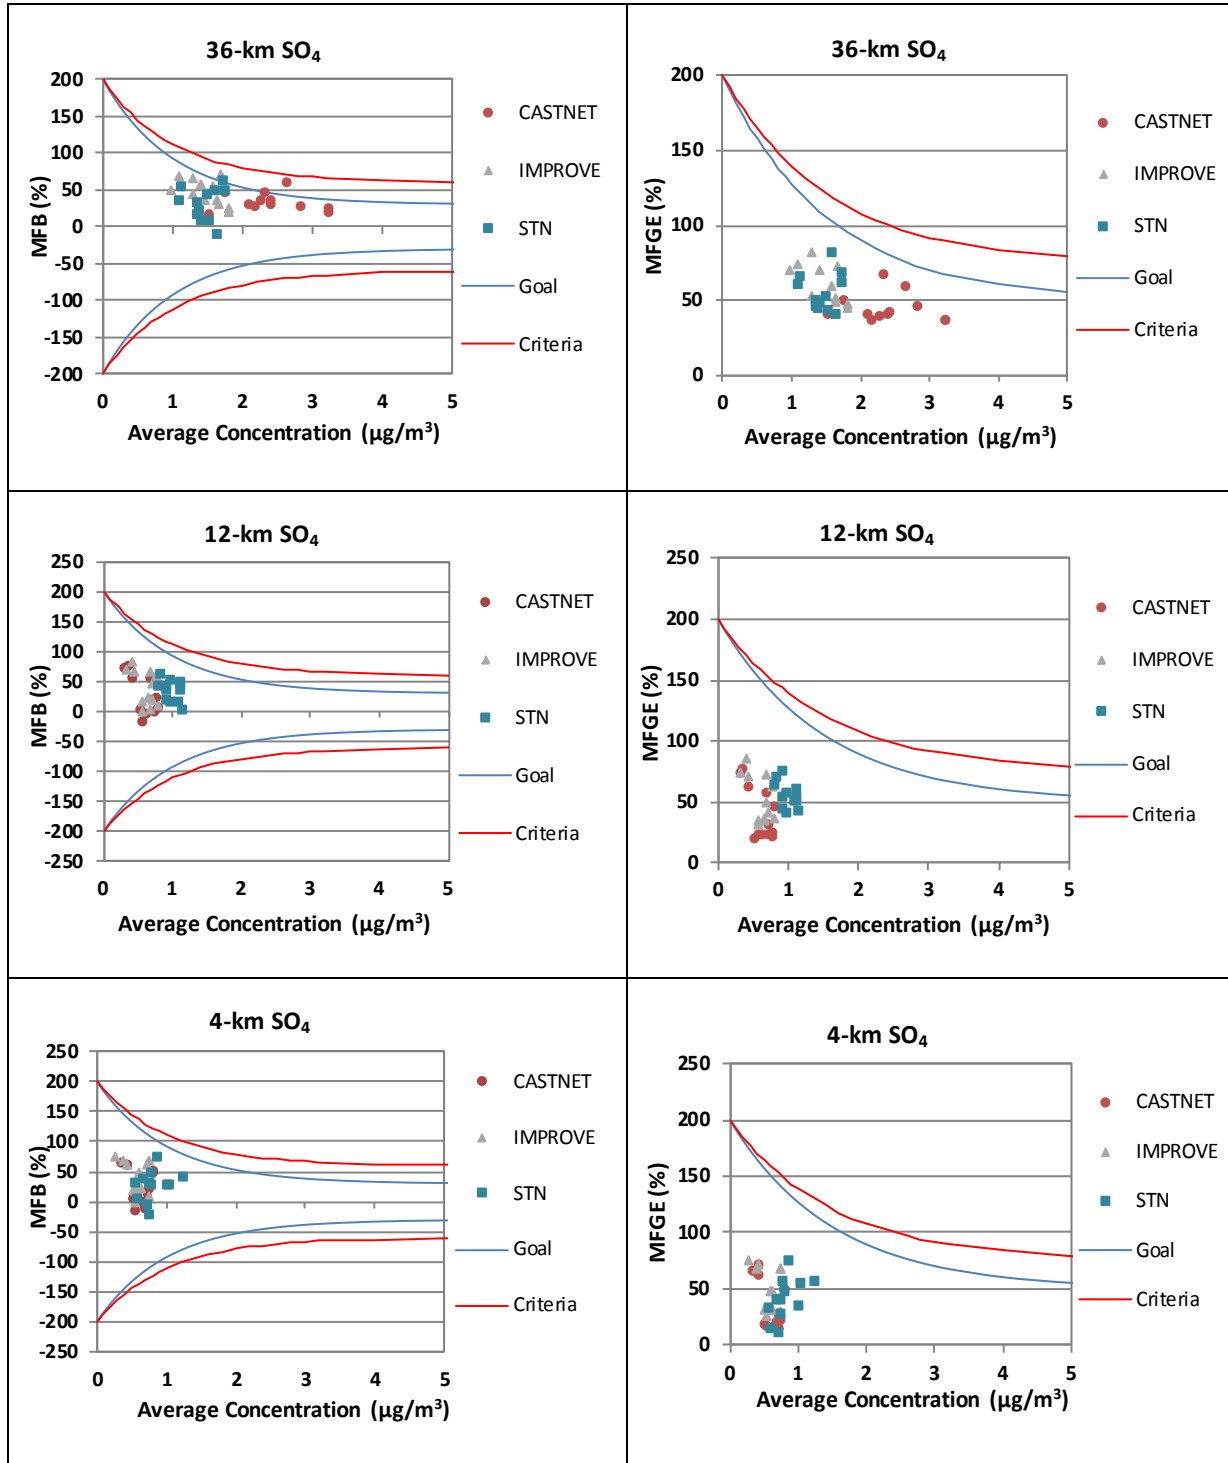 36-km SO4
200
150
100
50
0
-50
-100
-150
-200
0 1 2 3 4 5
MFB (%)
Average Concentration (µg/m3)
CASTNET
IMPROVE
STN
Goal
Criteria
36-km SO4
200
150
100
50
0
0 1 2 3 4 5
MFGE (%)
Average Concentration (µg/m3)
CASTNET
IMPROVE
STN
Goal
Criteria
12-km SO4
250
200
150
100
50
0
-50
-100
-150
-200
-250
0 1 2 3 4 5
MFB (%)
Average Concentration (µg/m3)
CASTNET
IMPROVE
STN
Goal
Criteria
12-km SO4
250
200
150
100
50
0
0 1 2 3 4 5
MFGE (%)
Average Concentration (µg/m3)
CASTNET
IMPROVE
STN
Goal
Criteria
4-km SO4
250
200
150
100
50
0
-50
-100
-150
-200
-250
0 1 2 3 4 5
MFB (%)
Average Concentration (µg/m3)
CASTNET
IMPROVE
STN
Goal
Criteria
4-km SO4
250
200
150
100
50
0
0 1 2 3 4 5
MFGE (%)
Average Concentration (µg/m3)
CASTNET
IMPROVE
STN
Goal
Criteria